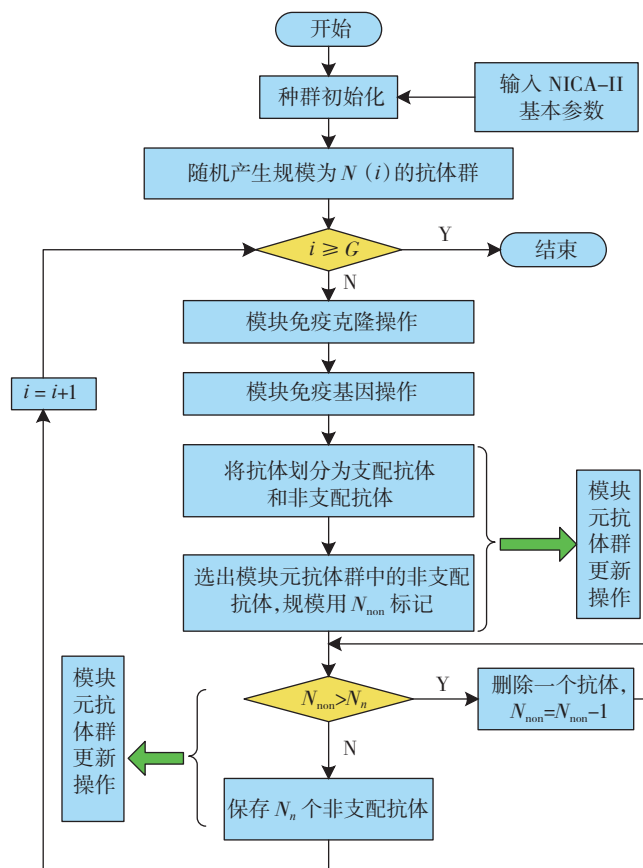 开始
种群初始化
输入 NICA-II
基本参数
随机产生规模为 N（i）的抗体群
i ≥ G
Y
结束
N
模块免疫克隆操作
i = i+1
模块免疫基因操作
将抗体划分为支配抗体
和非支配抗体
模块
元抗
体群
更新
操作
选出模块元抗体群中的非支配
抗体,规模用 Nnon 标记
模块
元抗
体群
更新
操作
Nnon>Nn
Y
删除一个抗体,
Nnon=Nnon-1
N
保存 Nn 个非支配抗体